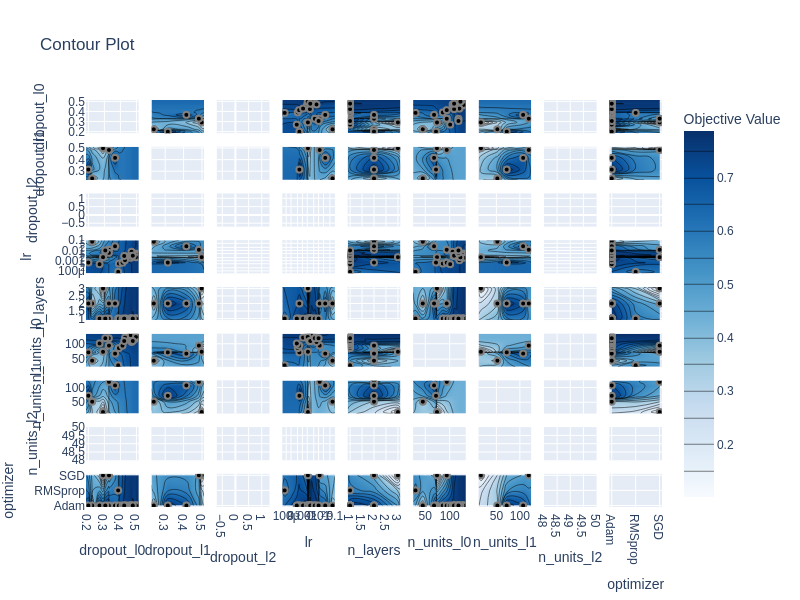 Contour Plot
Objective Value
0.7
0.6
0.5
0.4
0.3
0.2
dropout_l0
0.5
0.4
0.3
0.2
dropout_l1
0.5
0.4
0.3
dropout_l2
1
0.5
0
−0.5
lr
0.1
0.01
0.001
100μ
n_layers
3
2.5
2
1.5
1
n_units_l0
100
50
n_units_l1
100
50
n_units_l2
50
49.5
49
48.5
48
optimizer
SGD
RMSprop
Adam
0.2 0.3 0.4 0.5
0.3 0.4 0.5
−0.5 0 0.5 1
0.1
1 1.5 2 2.5 3
50 100
50 100
48 48.5 49 49.5 50
Adam RMSprop SGD
dropout_l0 dropout_l1 dropout_l2 lr n_layers n_units_l0 n_units_l1 n_units_l2 optimizer